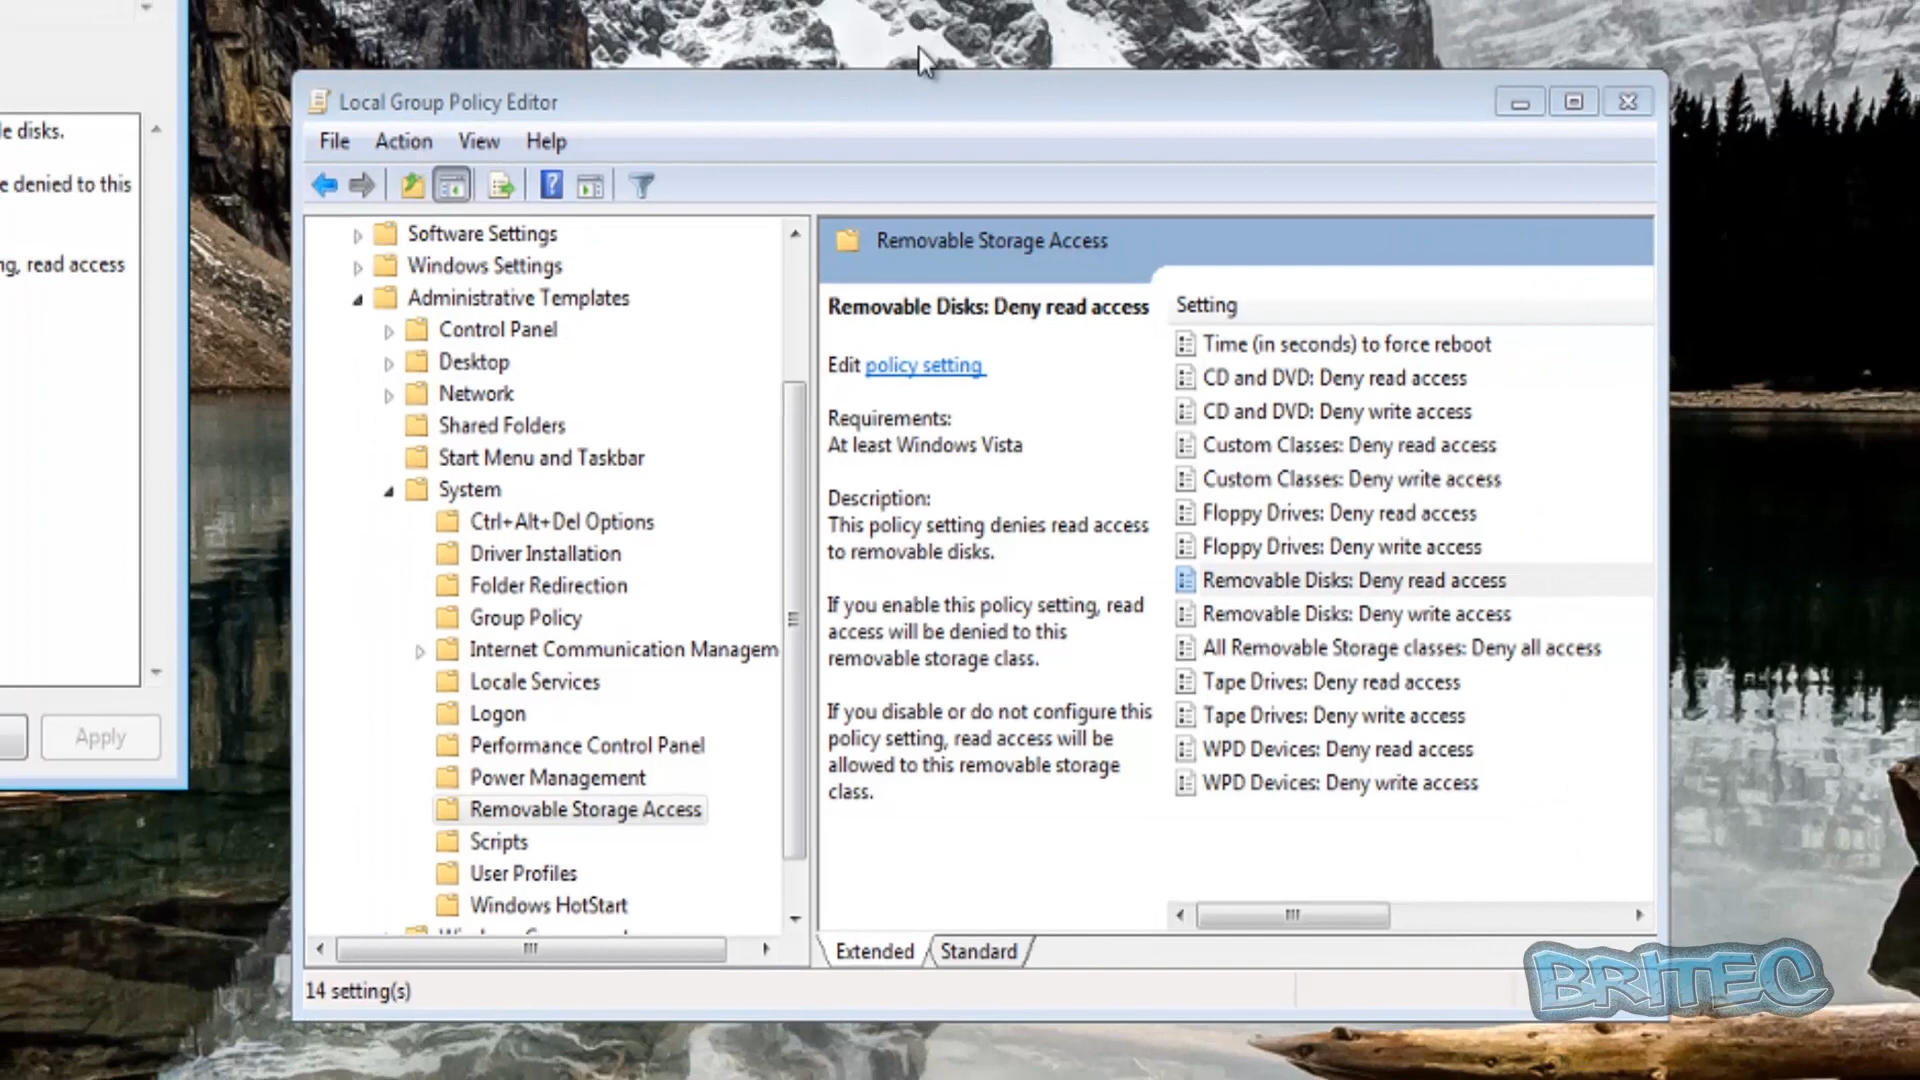 e disks.
e denied to this
ng, read access
Apply
Local Group Policy Editor
File Action View Help
Software Settings
Windows Settings
Administrative Templates
Control Panel
Desktop
Network
Shared Folders
Start Menu and Taskbar
System
Ctrl+Alt+Del Options
Driver Installation
Folder Redirection
Group Policy
Internet Communication Managem
Locale Services
Logon
Performance Control Panel
Power Management
Removable Storage Access
Scripts
User Profiles
Windows HotStart
Removable Storage Access
Removable Disks: Deny read access
Edit policy setting
Requirements:
At least Windows Vista
Description:
This policy setting denies read access
to removable disks.
If you enable this policy setting, read
access will be denied to this
removable storage class.
If you disable or do not configure this
policy setting, read access will be
allowed to this removable storage
class.
Setting
Time (in seconds) to force reboot
CD and DVD: Deny read access
CD and DVD: Deny write access
Custom Classes: Deny read access
Custom Classes: Deny write access
Floppy Drives: Deny read access
Floppy Drives: Deny write access
Removable Disks: Deny read access
Removable Disks: Deny write access
All Removable Storage classes: Deny all access
Tape Drives: Deny read access
Tape Drives: Deny write access
WPD Devices: Deny read access
WPD Devices: Deny write access
Extended Standard
14 setting(s)
BRITEC